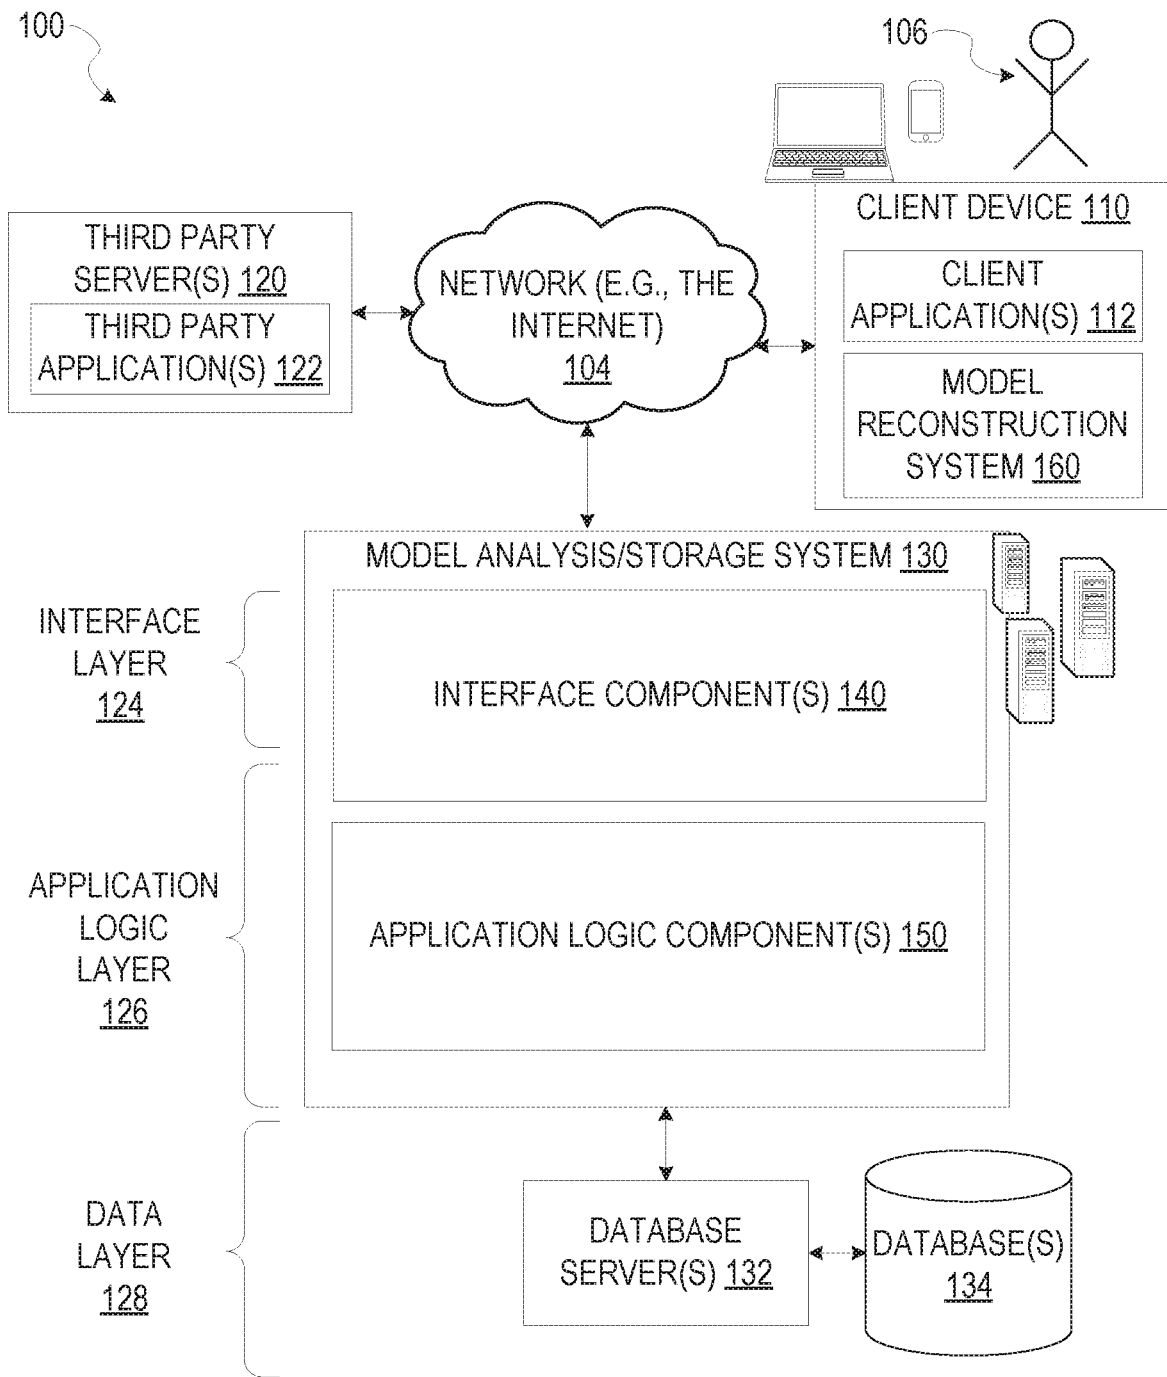 100
106
CLIENT DEVICE 110
CLIENT
APPLICATION(S) 112
MODEL
RECONSTRUCTION
SYSTEM 160
THIRD PARTY
SERVER(S) 120
THIRD PARTY
APPLICATION(S) 122
NETWORK (E.G., THE
INTERNET)
104
MODEL ANALYSIS/STORAGE SYSTEM 130
INTERFACE
LAYER
124
INTERFACE COMPONENT(S) 140
APPLICATION
LOGIC
LAYER
126
APPLICATION LOGIC COMPONENT(S) 150
DATA
LAYER
128
DATABASE
SERVER(S) 132
DATABASE(S)
134